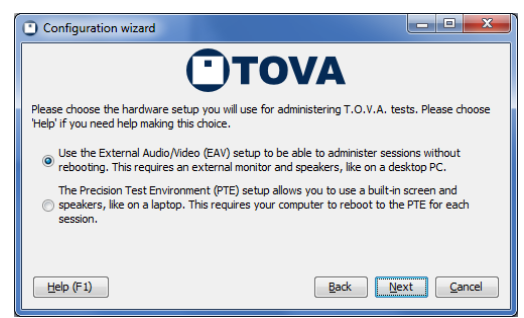 Configuration wizard
TOVA
Please choose the hardware setup you will use for administering T.O.V.A. tests. Please choose
'Help' if you need help making this choice.
Use the External Audio/Video (EAV) setup to be able to administer sessions without
rebooting. This requires an external monitor and speakers, like on a desktop PC.
The Precision Test Environment (PTE) setup allows you to use a built-in screen and
speakers, like on a laptop. This requires your computer to reboot to the PTE for each
session.
Help (F1) Back Next Cancel